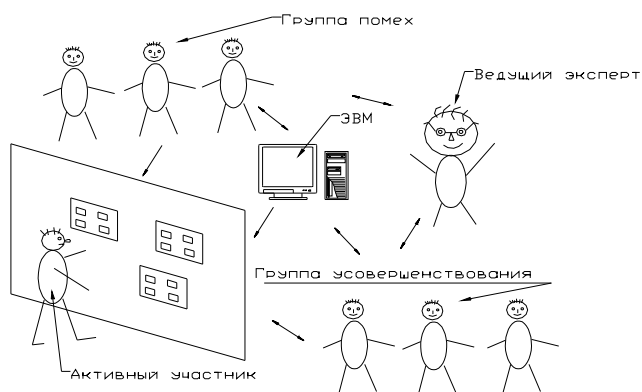 Группа помех
Ведущий эксперт
ЭВМ
Группа усовершенствования
Активный участник